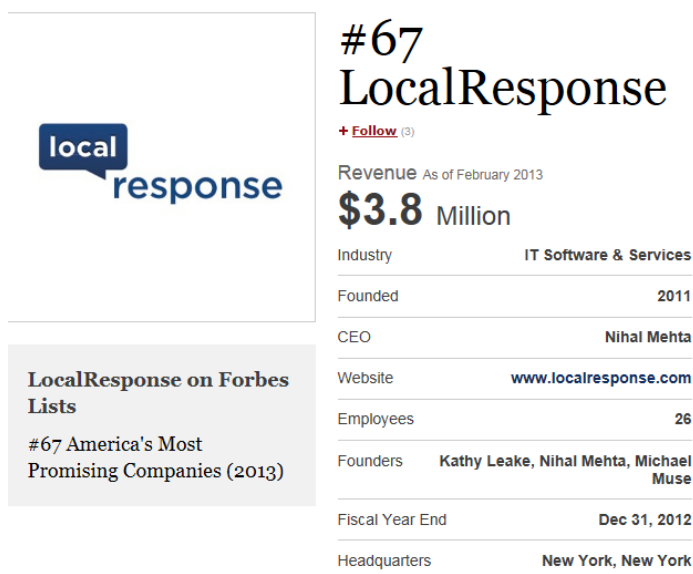 local
response
LocalResponse on Forbes
Lists
#67 America's Most
Promising Companies (2013)
#67
LocalResponse
+ Follow (3)
Revenue As of February 2013
$3.8 Million
Industry IT Software & Services
Founded 2011
CEO Nihal Mehta
Website www.localresponse.com
Employees 26
Founders Kathy Leake, Nihal Mehta, Michael
Muse
Fiscal Year End Dec 31, 2012
Headquarters New York, New York